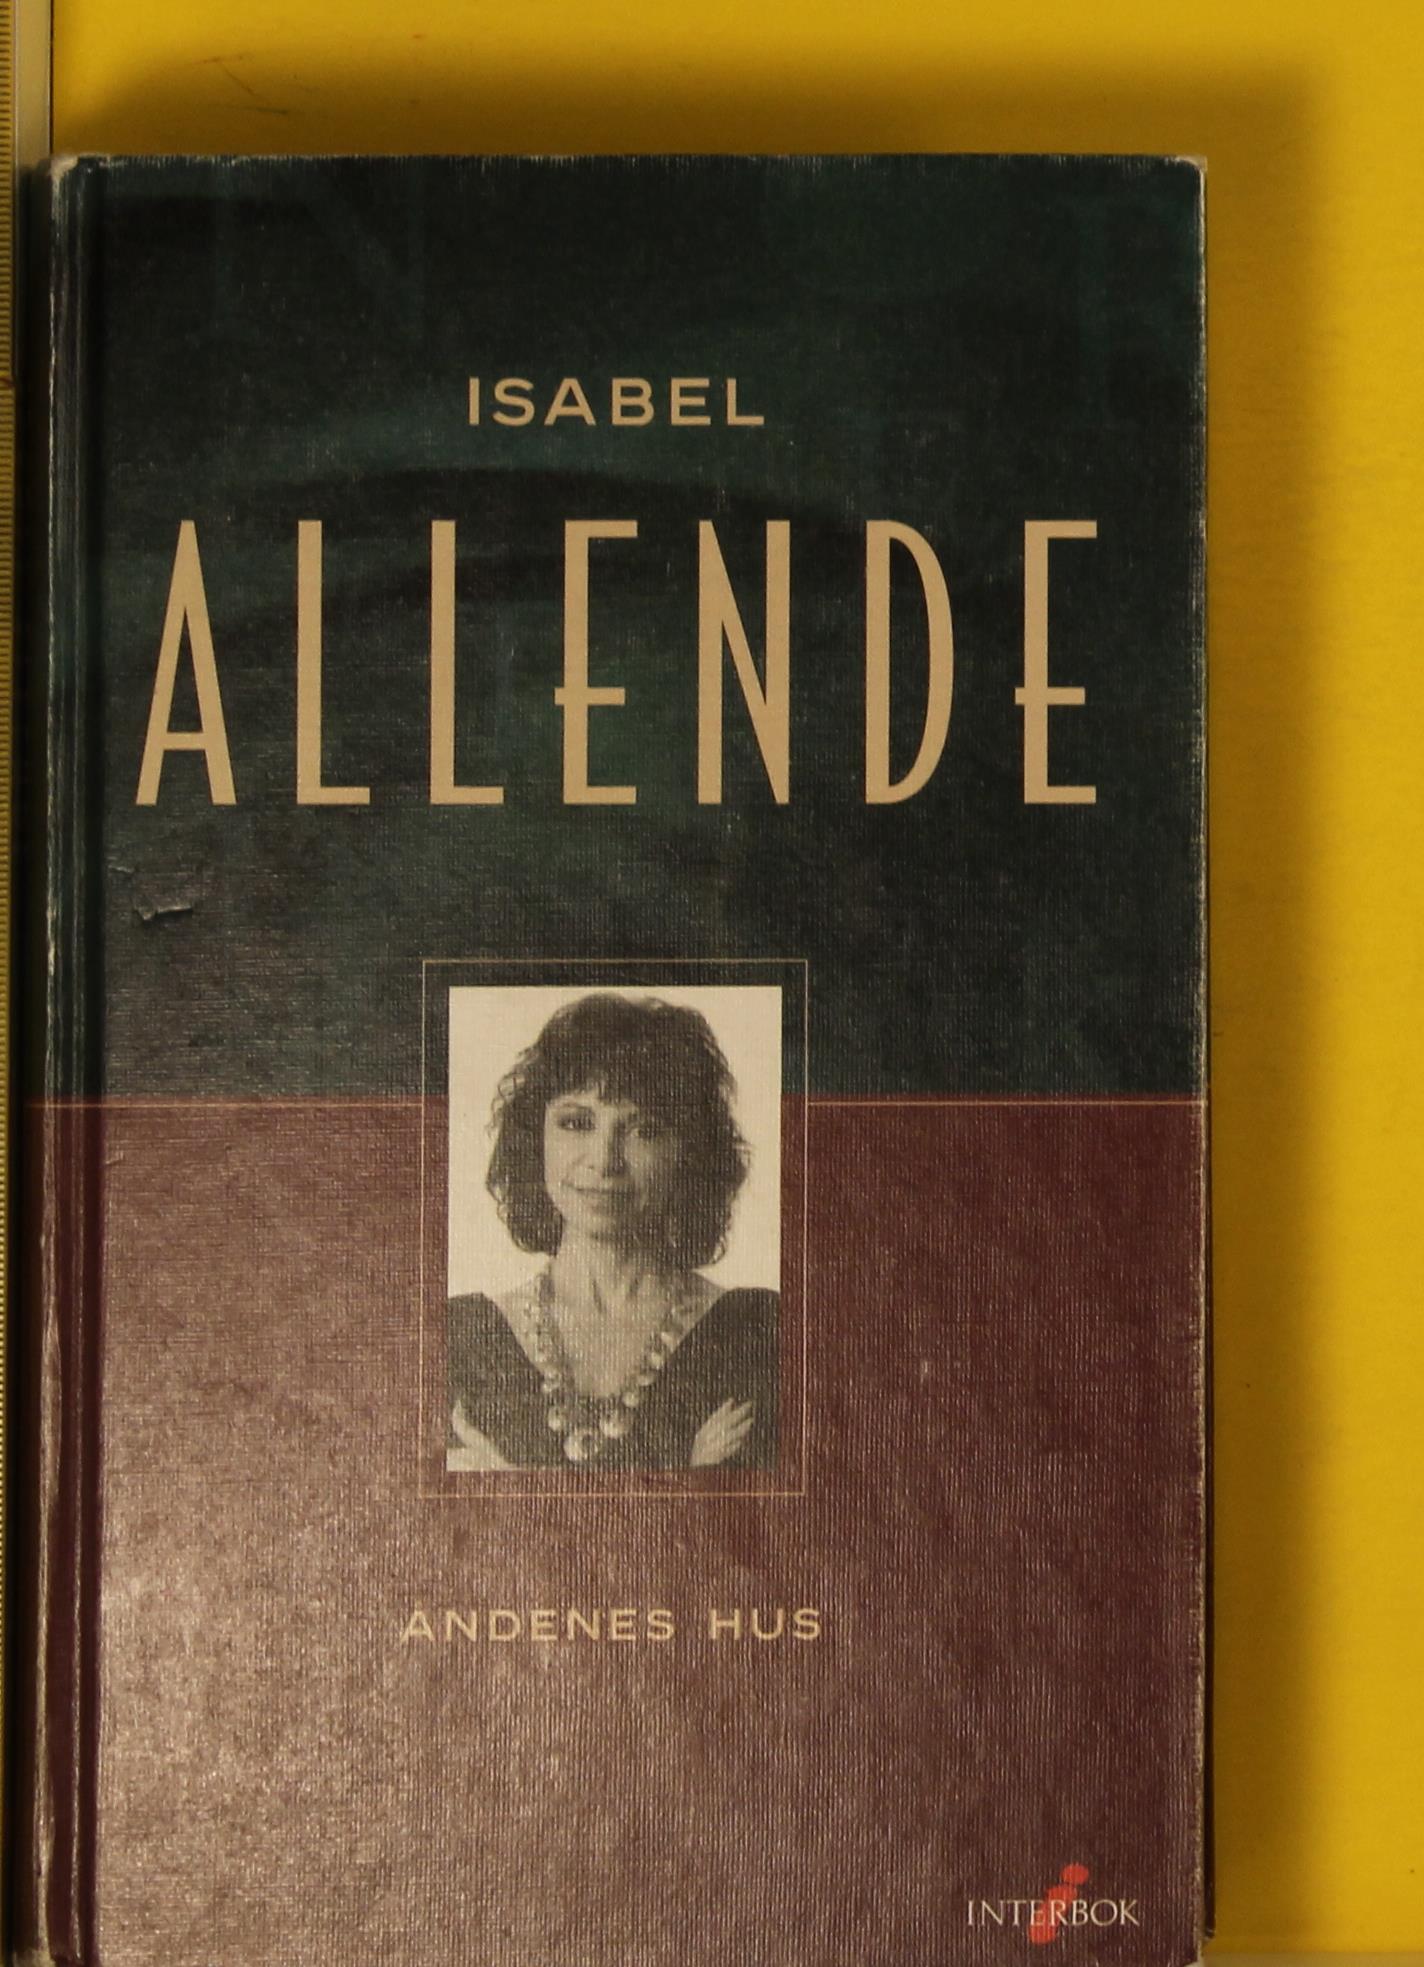 ISABEL
ALLENDE
ANDENES HUS
INTERBOK